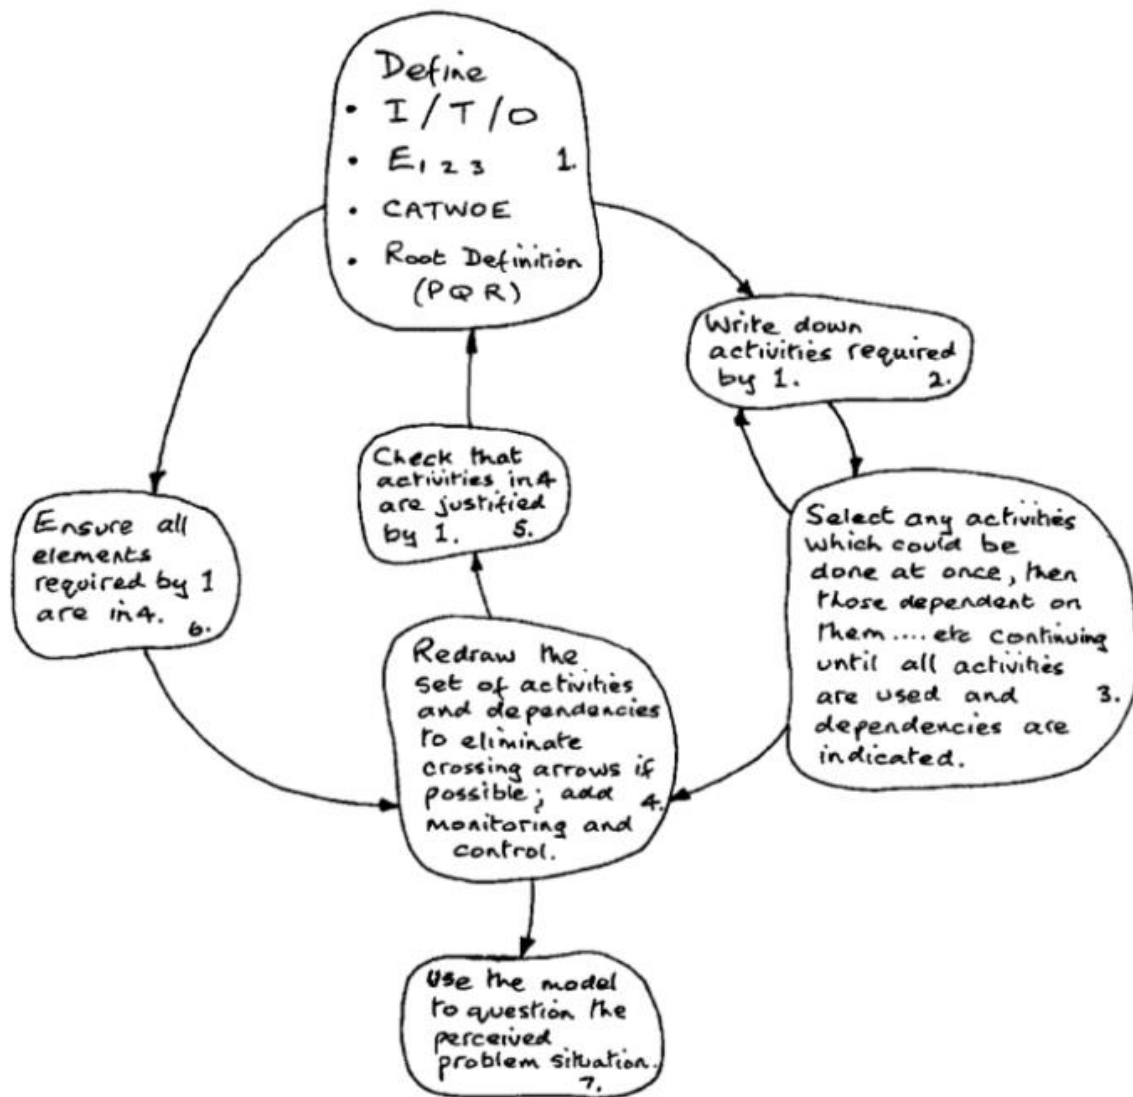 Define
• I / T / O
• E1 2 3 1.
• CATWOE
• Root Definition
(PQR)
Write down
activities required
by 1. 2.
Select any activities
which could be
done at once, then
those dependent on
them.... etc continuing
until all activities
are used and 3.
dependencies are
indicated.
Redraw the
set of activities
and dependencies
to eliminate
crossing arrows if
possible; add 4.
monitoring and
control.
Check that
activities in 4
are justified
by 1. 5.
Ensure all
elements
required by 1
are in 4.
6.
Use the model
to question the
perceived
problem situation.
7.